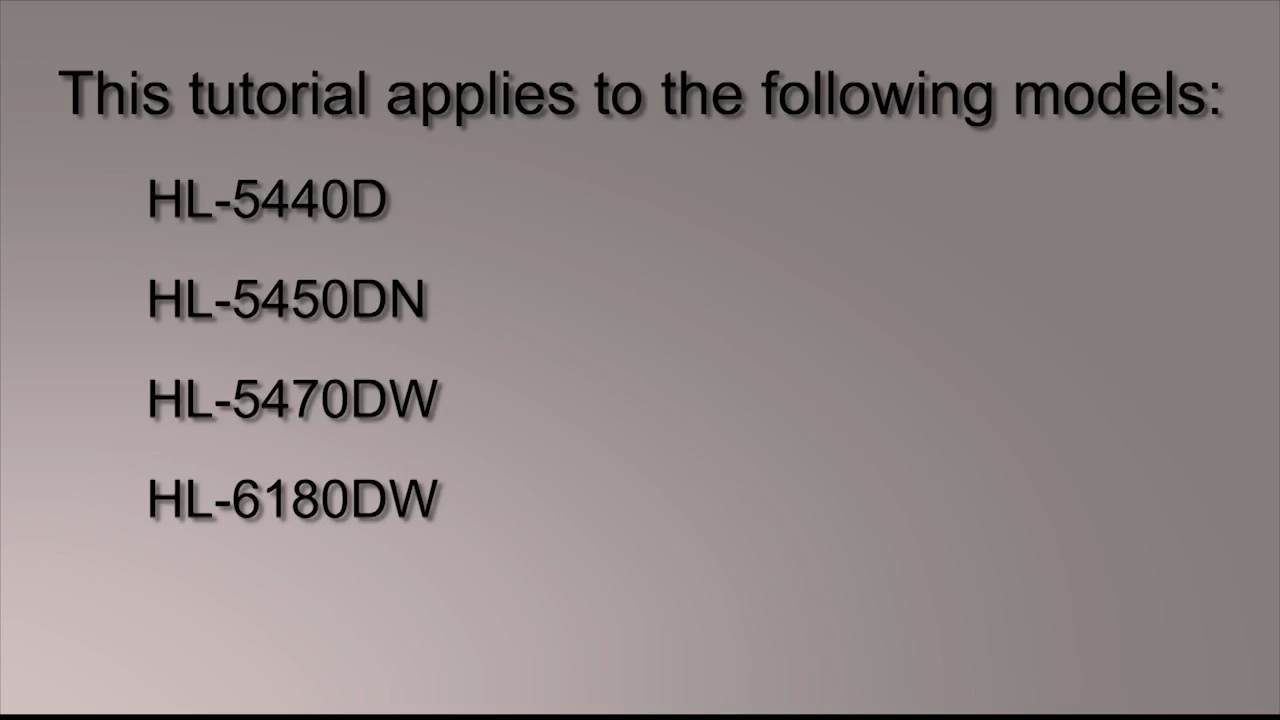 This tutorial applies to the following models:
HL-5440D
HL-5450DN
HL-5470DW
HL-6180DW